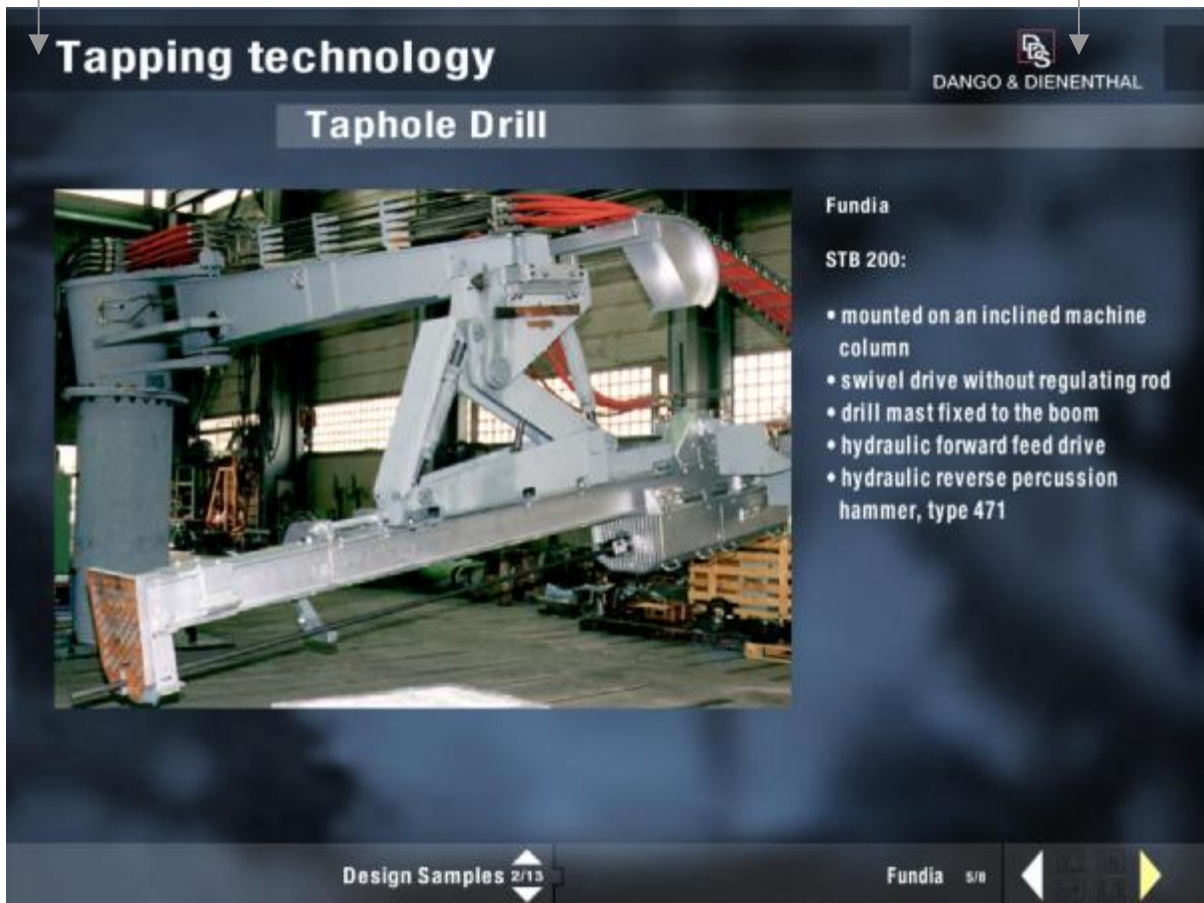 Tapping technology
DDS
DANGO & DIENENTHAL
Taphole Drill
Fundia
STB 200:
• mounted on an inclined machine
column
• swivel drive without regulating rod
• drill mast fixed to the boom
• hydraulic forward feed drive
• hydraulic reverse percussion
hammer, type 471
Design Samples 2/13
Fundia 5/8